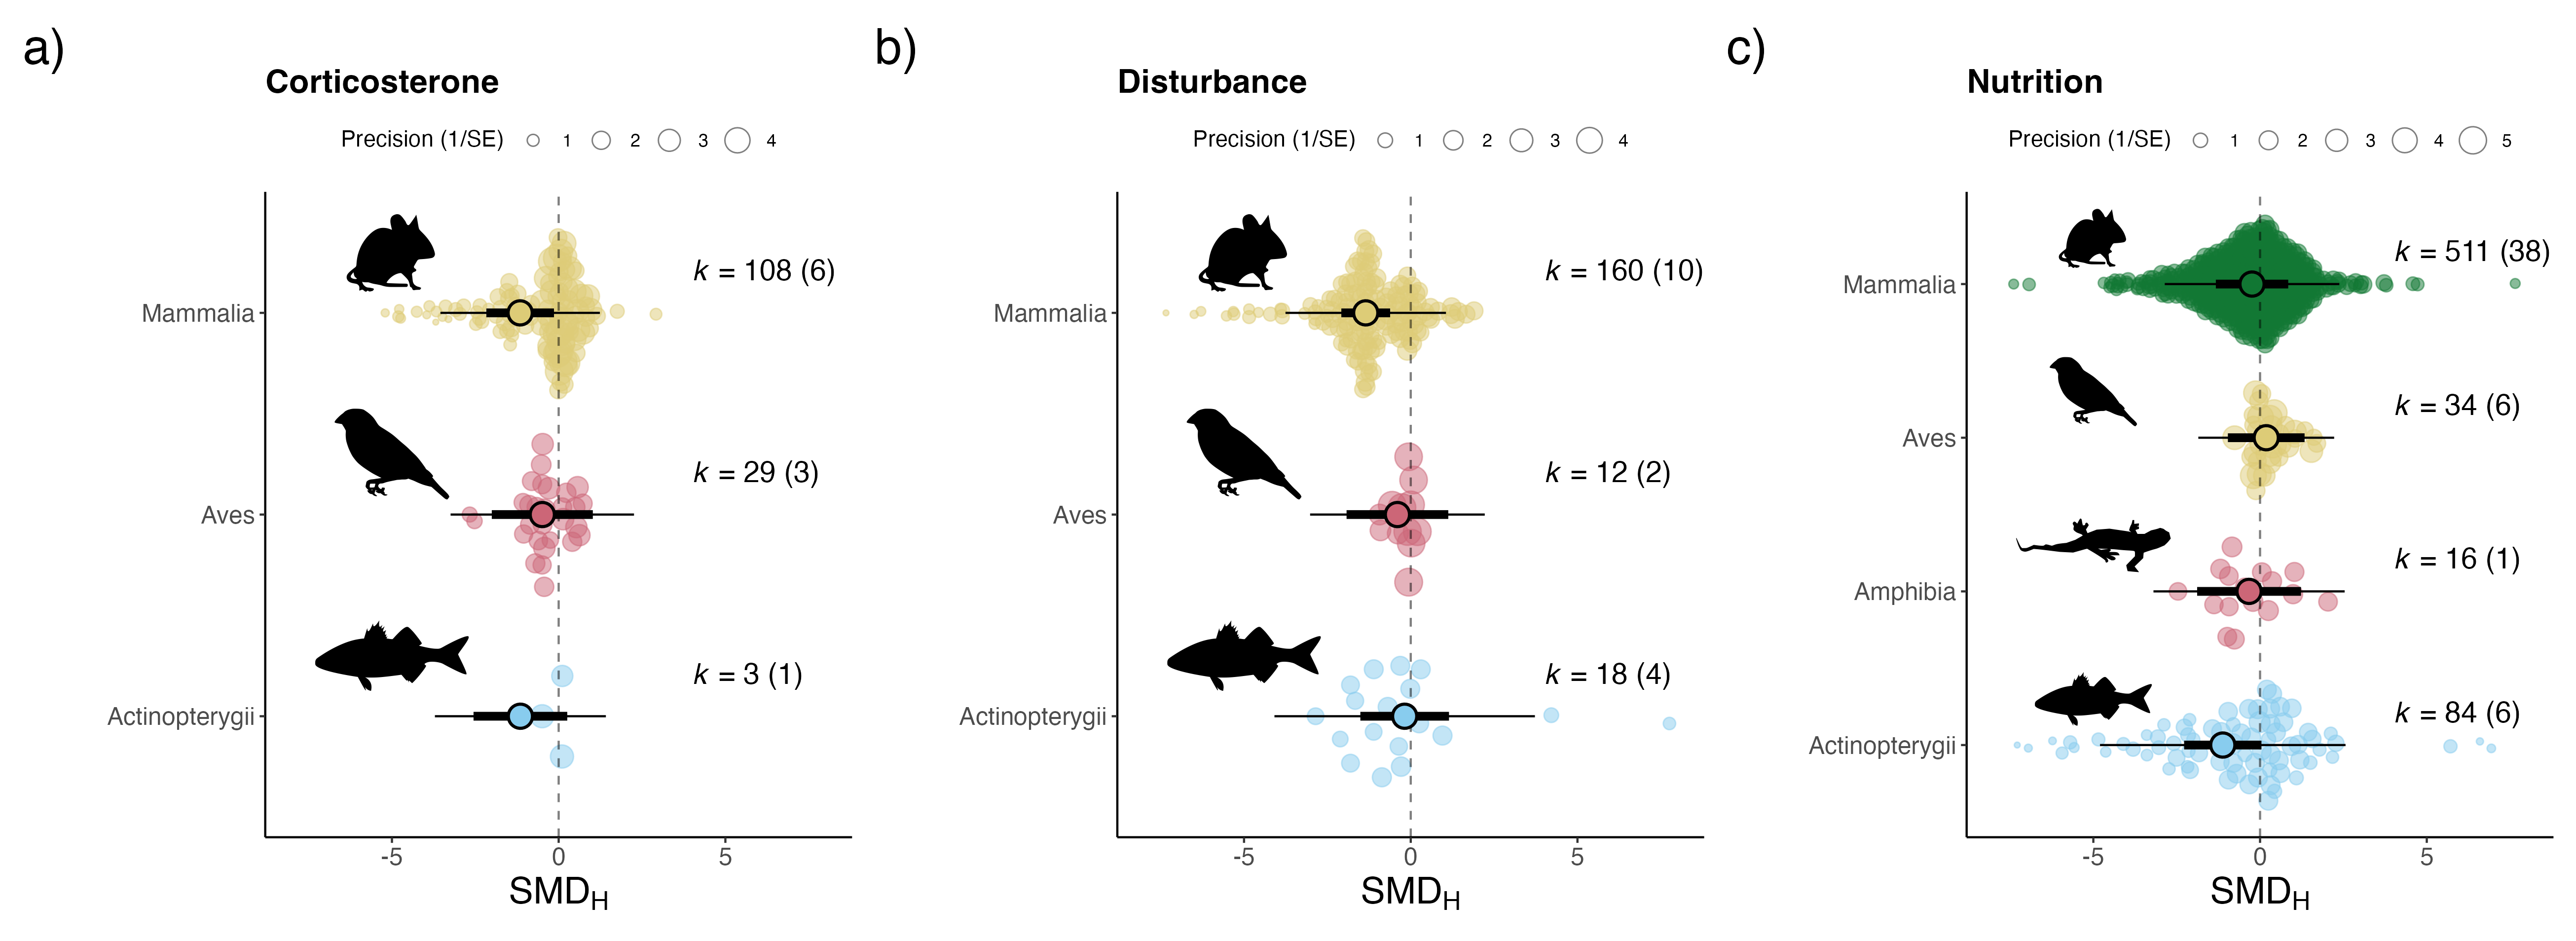 a)
Corticosterone
Precision (1/SE) 1 2 3 4
k = 108 (6)
Mammalia
k = 29 (3)
Aves
k = 3 (1)
Actinopterygii
-5 0 5
SMDH
b)
Disturbance
Precision (1/SE) 1 2 3 4
k = 160 (10)
Mammalia
k = 12 (2)
Aves
k = 18 (4)
Actinopterygii
-5 0 5
SMDH
c)
Nutrition
Precision (1/SE) 1 2 3 4 5
k = 511 (38)
Mammalia
k = 34 (6)
Aves
k = 16 (1)
Amphibia
k = 84 (6)
Actinopterygii
-5 0 5
SMDH